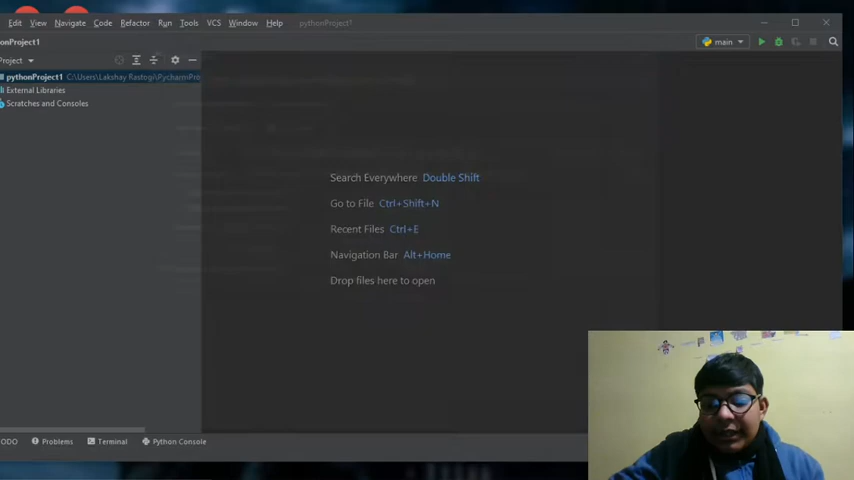 Edit View Navigate Code Refactor Run Tools VCS Window Help pythonProject1
onProject1
main
Project
pythonProject1 C:\Users\Lakshay Rastogi\PycharmPro
External Libraries
Scratches and Consoles
Search Everywhere Double Shift
Go to File Ctrl+Shift+N
Recent Files Ctrl+E
Navigation Bar Alt+Home
Drop files here to open
ODO Problems Terminal Python Console